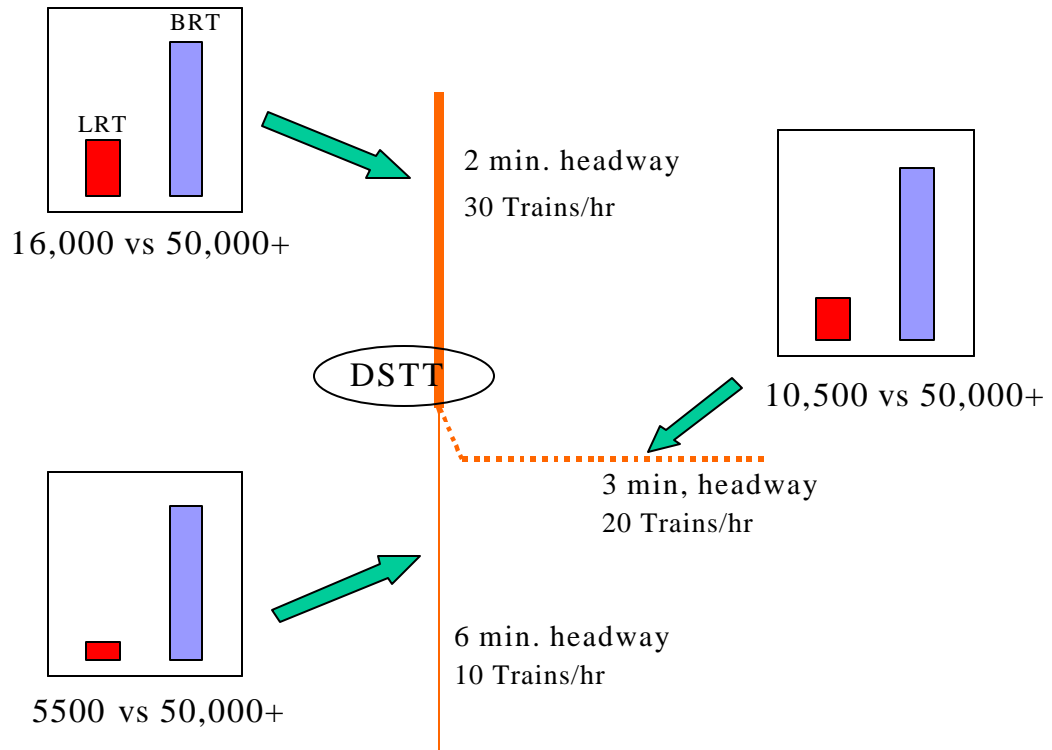 BRT
LRT
16,000 vs 50,000+
2 min. headway
30 Trains/hr
DSTT
10,500 vs 50,000+
3 min, headway
20 Trains/hr
6 min. headway
10 Trains/hr
5500 vs 50,000+